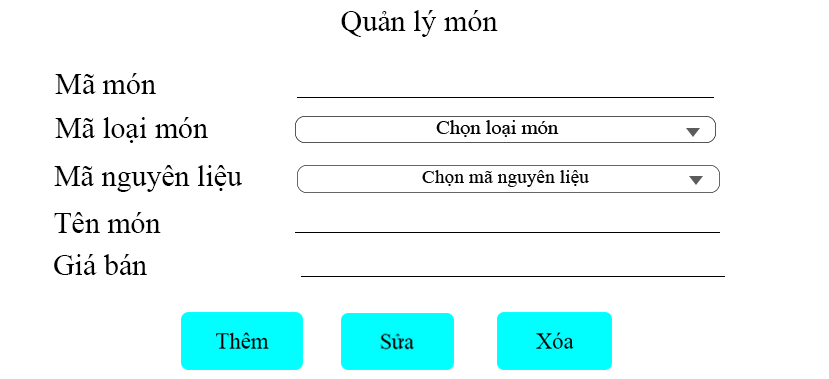 Quản lý món
Mã món
Mã loại món Chọn loại món
Mã nguyên liệu Chọn mã nguyên liệu
Tên món
Giá bán
Thêm Sửa Xóa